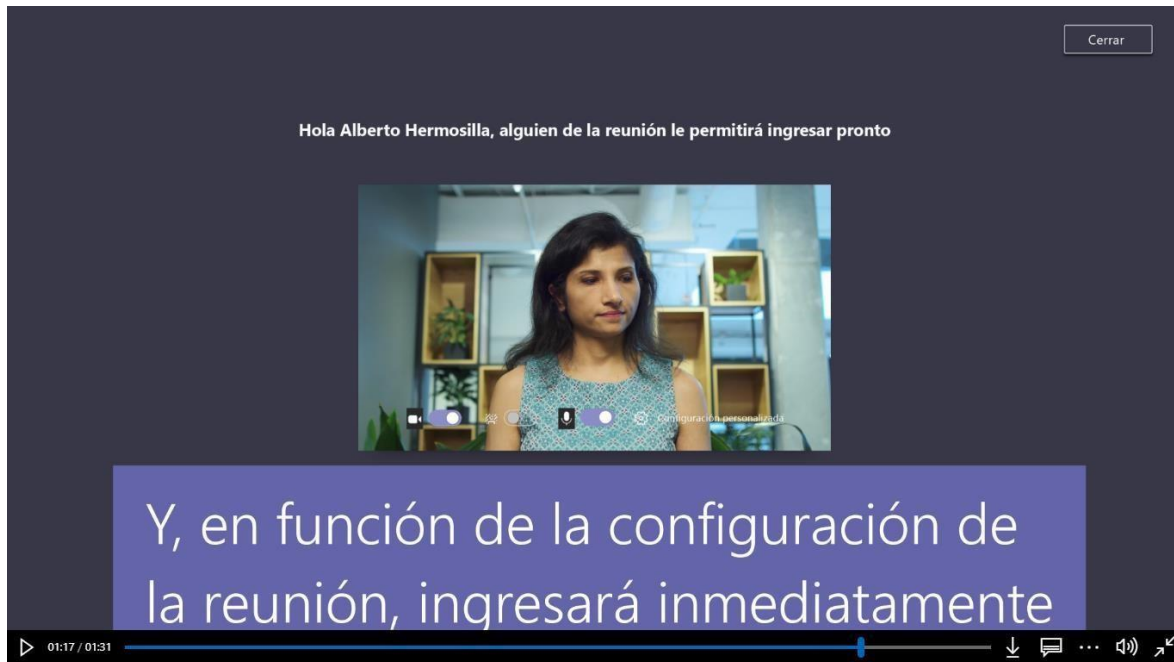 Cerrar
Hola Alberto Hermosilla, alguien de la reunión le permitirá ingresar pronto
Configuración personalizada
Y, en función de la configuración de
la reunión, ingresará inmediatamente
01:17 / 01:31